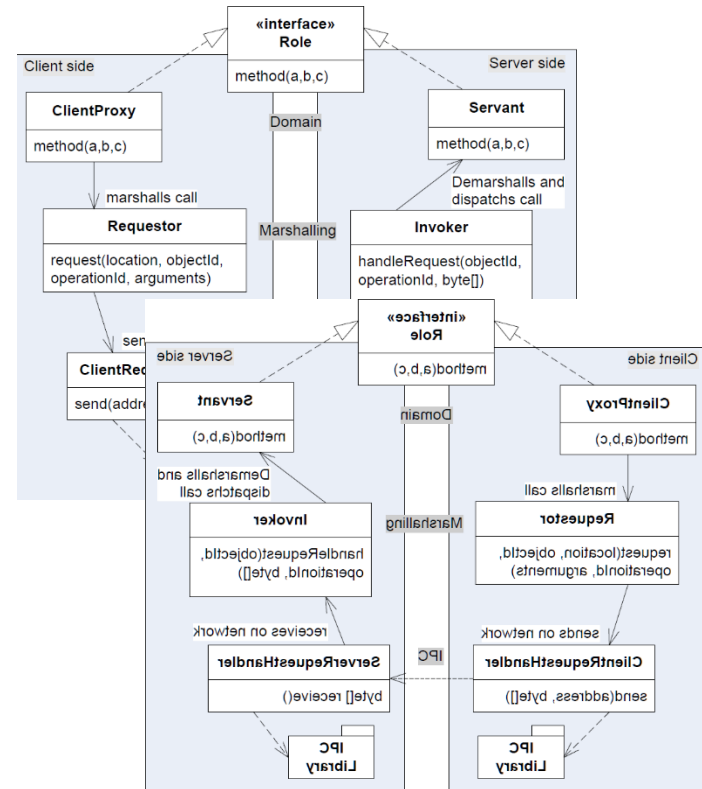 «interface»
Role
method(a,b,c)
Client side
Server side
ClientProxy
method(a,b,c)
Domain
Servant
method(a,b,c)
marshalls call
Demarshalls and
dispatchs call
Requestor
request(location, objectId,
operationId, arguments)
Marshalling
Invoker
handleRequest(objectId,
operationId, byte[])
sen
ClientRec
send(addre
«interface»
Role
method(a,b,c)
Server side
Client side
Servant
method(a,b,c)
Domain
ClientProxy
method(a,b,c)
Demarshalls and
dispatchs call
marshalls call
Invoker
handleRequest(objectId,
operationId, byte[])
Marshalling
Requestor
request(location, objectId,
operationId, arguments)
receives on network
sends on network
ServerRequestHandler
byte[] receive()
IPC
ClientRequestHandler
send(address, byte[])
IPC
Library
IPC
Library